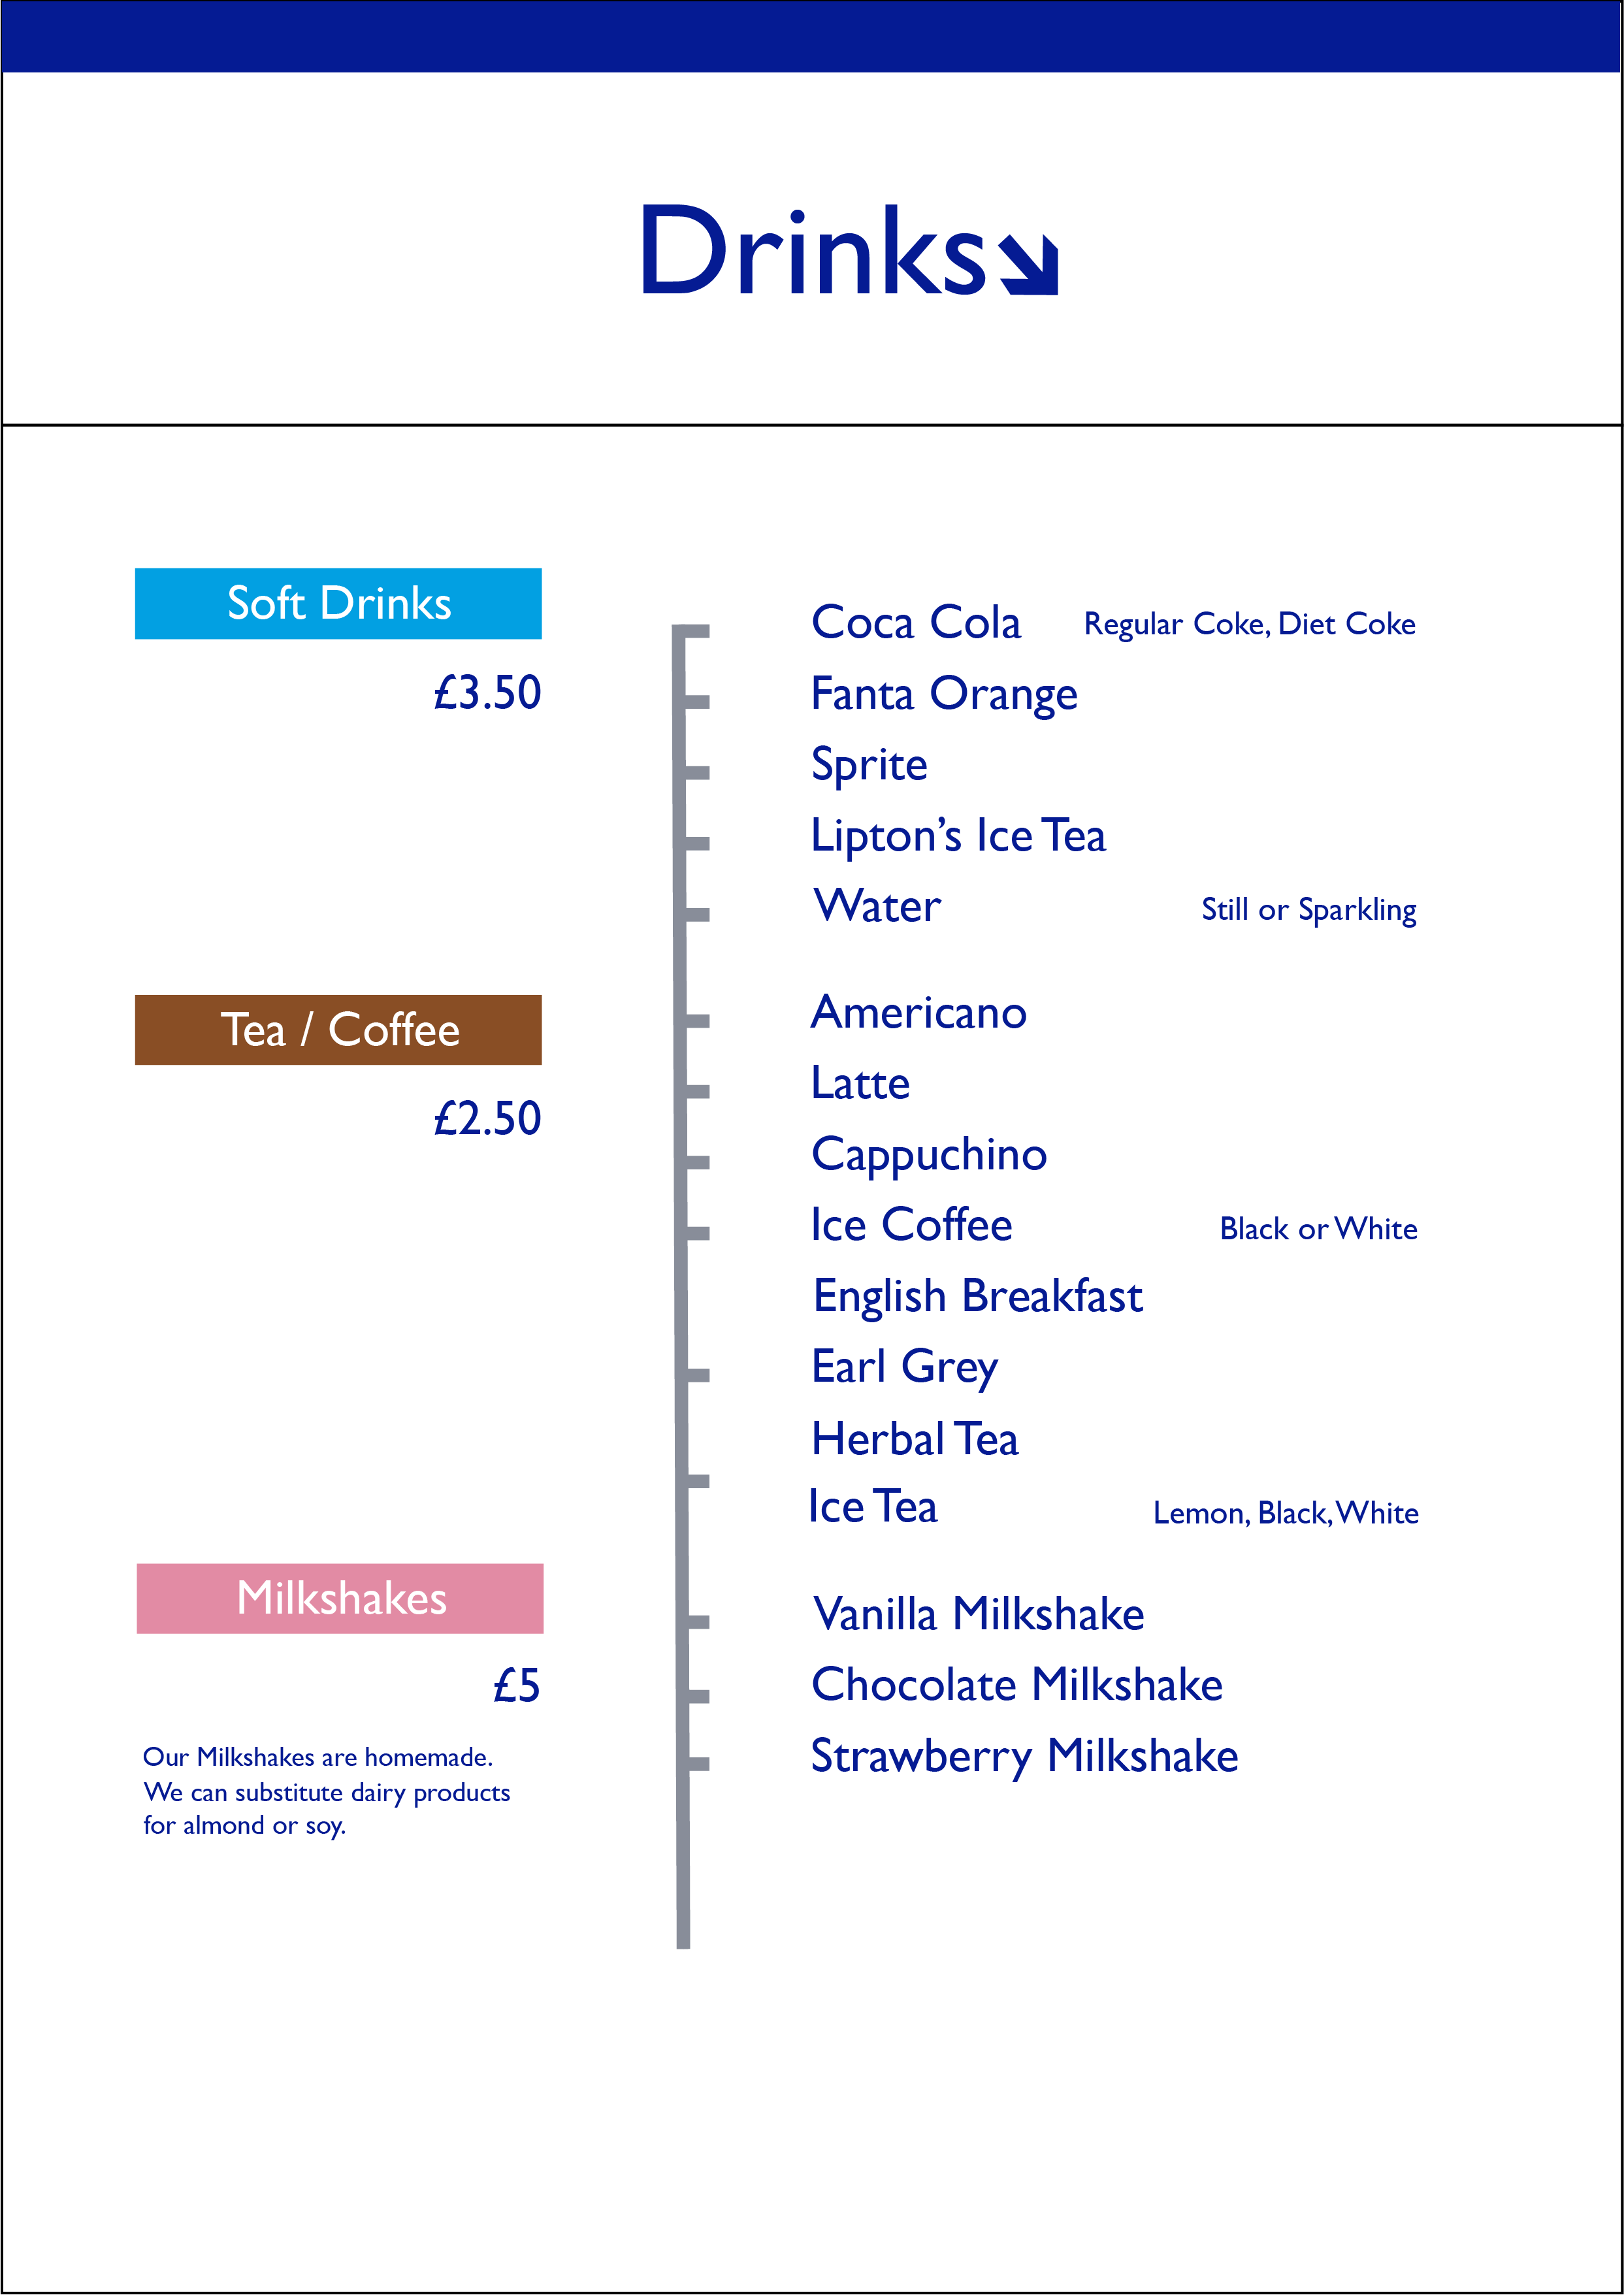 Drinks
Soft Drinks
£3.50
Coca Cola Regular Coke, Diet Coke
Fanta Orange
Sprite
Lipton’s Ice Tea
Water Still or Sparkling
Tea / Coffee
£2.50
Americano
Latte
Cappuchino
Ice Coffee Black or White
English Breakfast
Earl Grey
Herbal Tea
Ice Tea Lemon, Black, White
Milkshakes
£5
Our Milkshakes are homemade.
We can substitute dairy products
for almond or soy.
Vanilla Milkshake
Chocolate Milkshake
Strawberry Milkshake